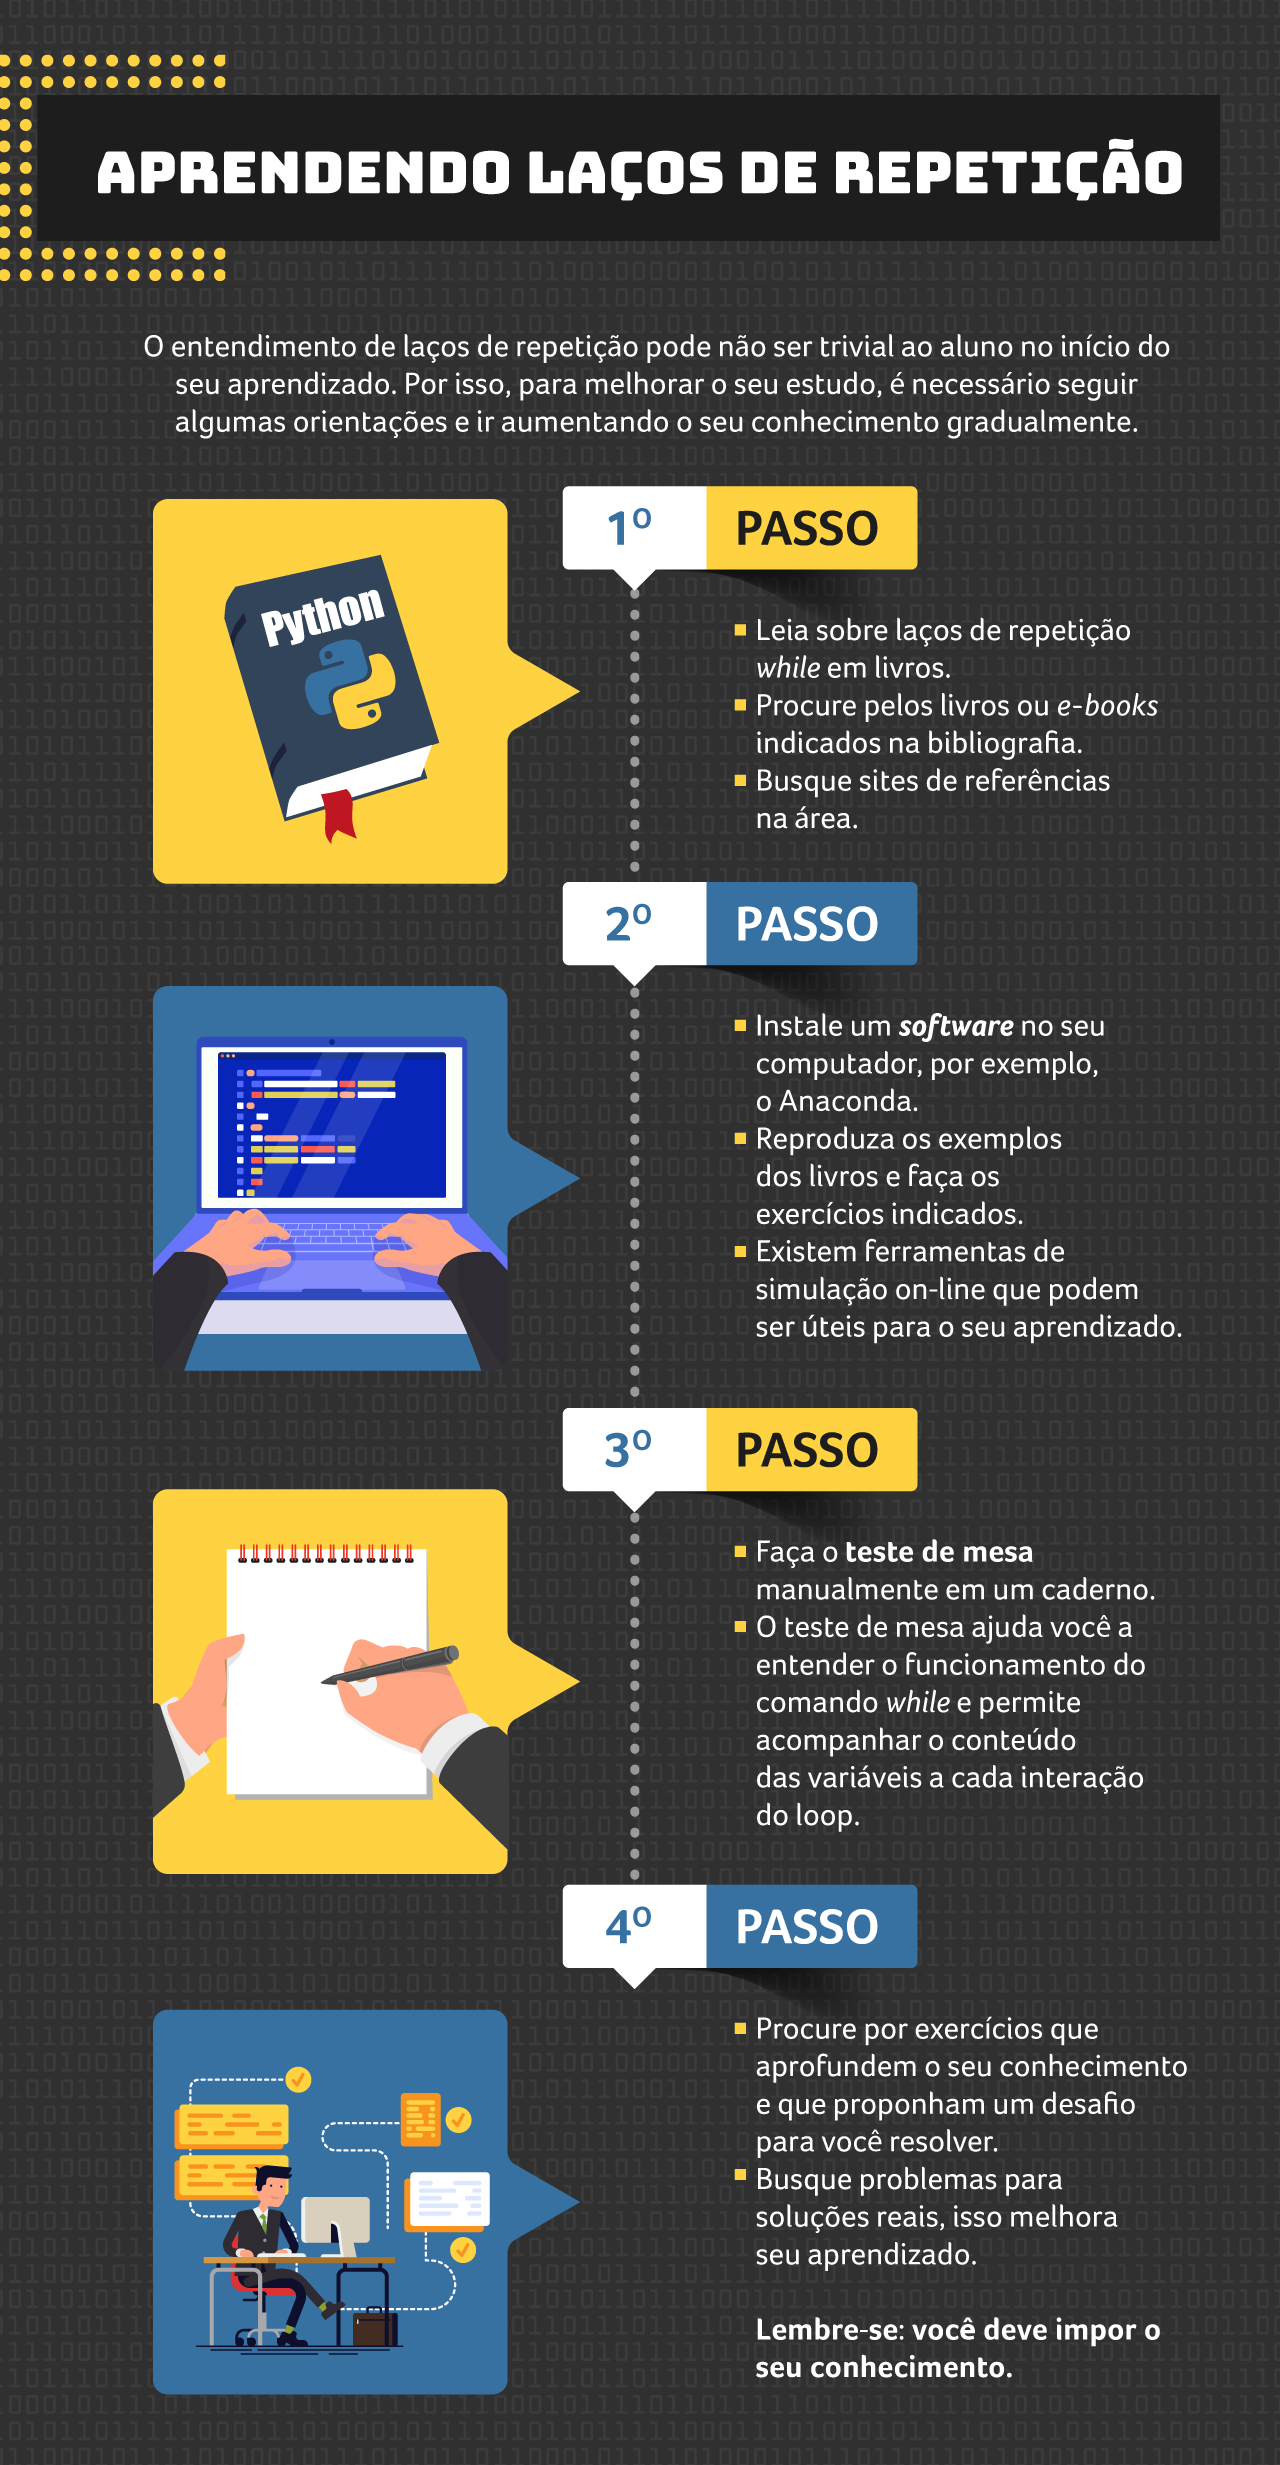 APRENDENDO LAÇOS DE REPETIÇÃO
O entendimento de laços de repetição pode não ser trivial ao aluno no início do
seu aprendizado. Por isso, para melhorar o seu estudo, é necessário seguir
algumas orientações e ir aumentando o seu conhecimento gradualmente.
Python
1º PASSO
Leia sobre laços de repetição
while em livros.
Procure pelos livros ou e-books
indicados na bibliografia.
Busque sites de referências
na área.
2º PASSO
Instale um software no seu
computador, por exemplo,
o Anaconda.
Reproduza os exemplos
dos livros e faça os
exercícios indicados.
Existem ferramentas de
simulação on-line que podem
ser úteis para o seu aprendizado.
3º PASSO
Faça o teste de mesa
manualmente em um caderno.
O teste de mesa ajuda você a
entender o funcionamento do
comando while e permite
acompanhar o conteúdo
das variáveis a cada interação
do loop.
4º PASSO
Procure por exercícios que
aprofundem o seu conhecimento
e que proponham um desafio
para você resolver.
Busque problemas para
soluções reais, isso melhora
seu aprendizado.
Lembre-se: você deve impor o
seu conhecimento.